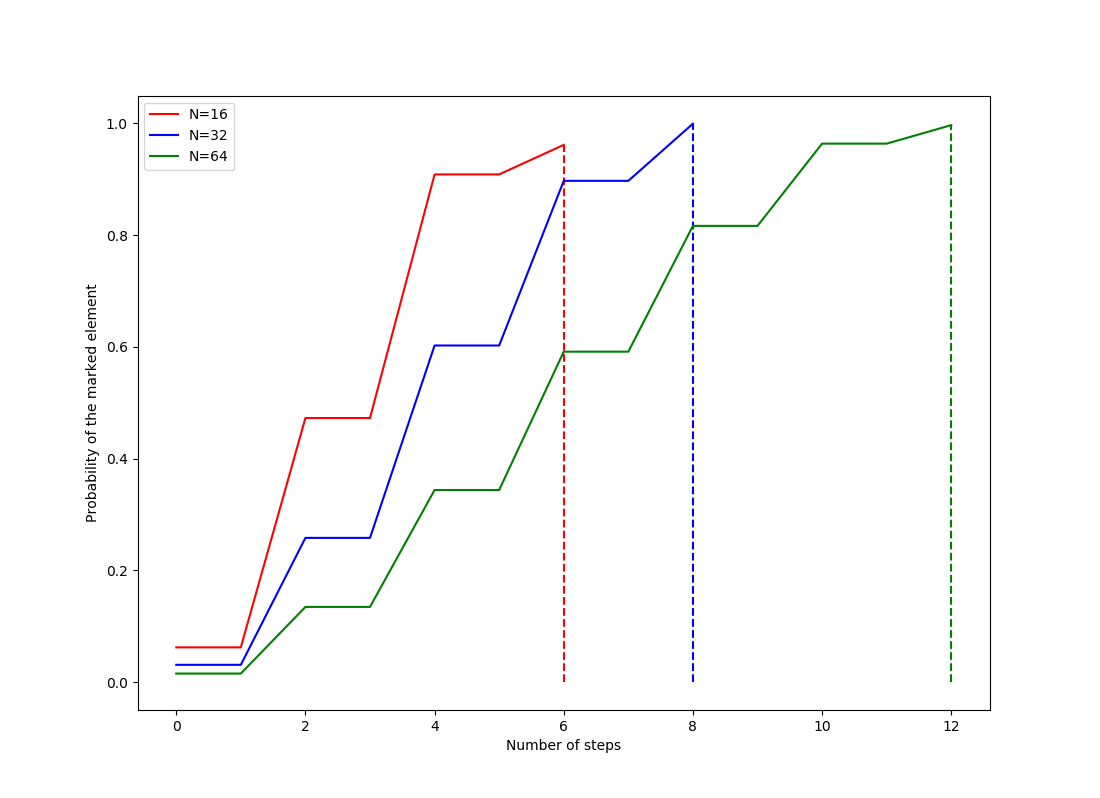 N=16
N=32
N=64
1.0
0.8
0.6
0.4
0.2
0.0
Probability of the marked element
0 2 4 6 8 10 12
Number of steps